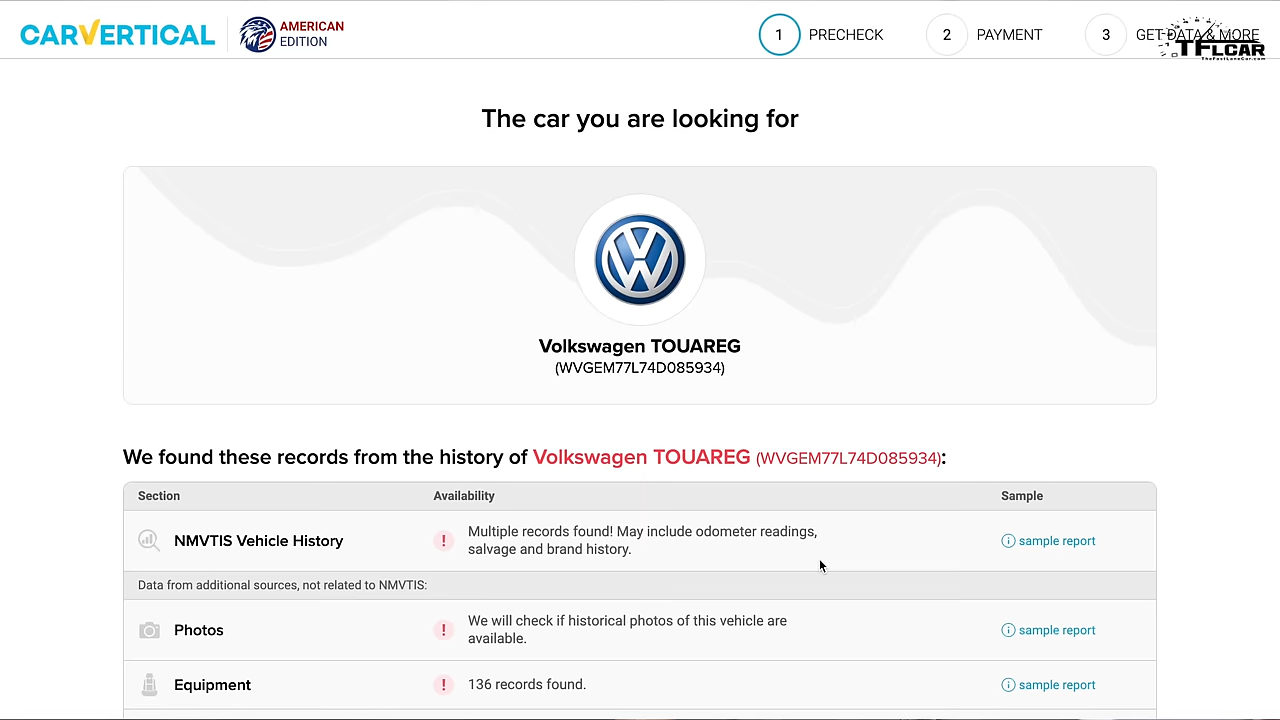 CARVERTICAL
AMERICAN
EDITION
1 PRECHECK
2 PAYMENT
3 GET DATA & MORE
TFLCAR
TheFastLaneCar.com
The car you are looking for
Volkswagen TOUAREG
(WVGEM77L74D085934)
We found these records from the history of Volkswagen TOUAREG (WVGEM77L74D085934):
Section Availability Sample
NMVTIS Vehicle History ! Multiple records found! May include odometer readings,
salvage and brand history. sample report
Data from additional sources, not related to NMVTIS:
Photos ! We will check if historical photos of this vehicle are
available. sample report
Equipment ! 136 records found. sample report